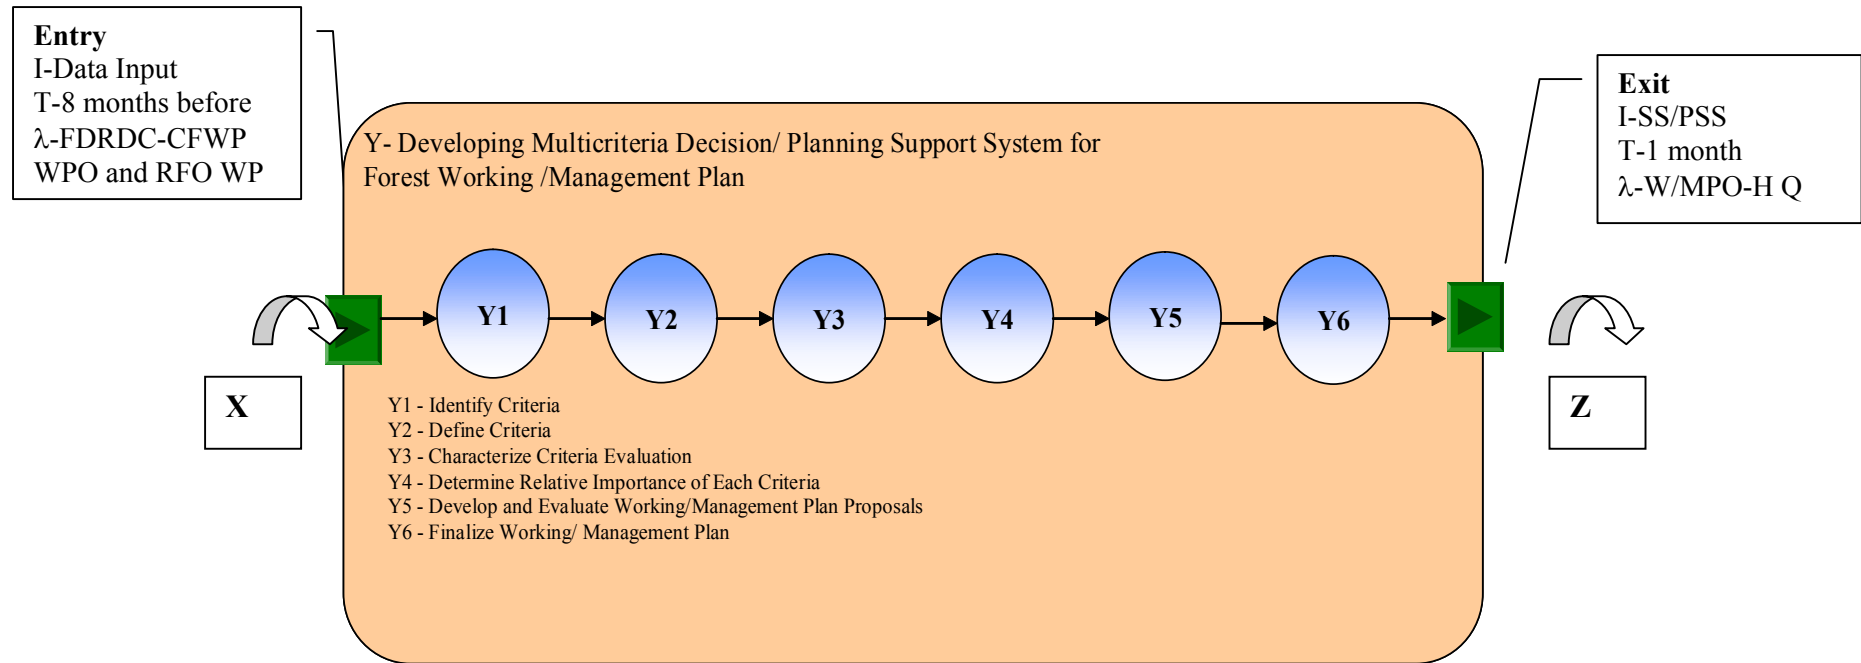 Entry
I-Data Input
T-8 months before
λ-FDRDC-CFWP
WPO and RFO WP
Exit
I-SS/PSS
T-1 month
λ-W/MPO-H Q
Y- Developing Multicriteria Decision/ Planning Support System for
Forest Working /Management Plan
Y1
Y2
Y3
Y4
Y5
Y6
X
Z
Y1 - Identify Criteria
Y2 - Define Criteria
Y3 - Characterize Criteria Evaluation
Y4 - Determine Relative Importance of Each Criteria
Y5 - Develop and Evaluate Working/Management Plan Proposals
Y6 - Finalize Working/ Management Plan